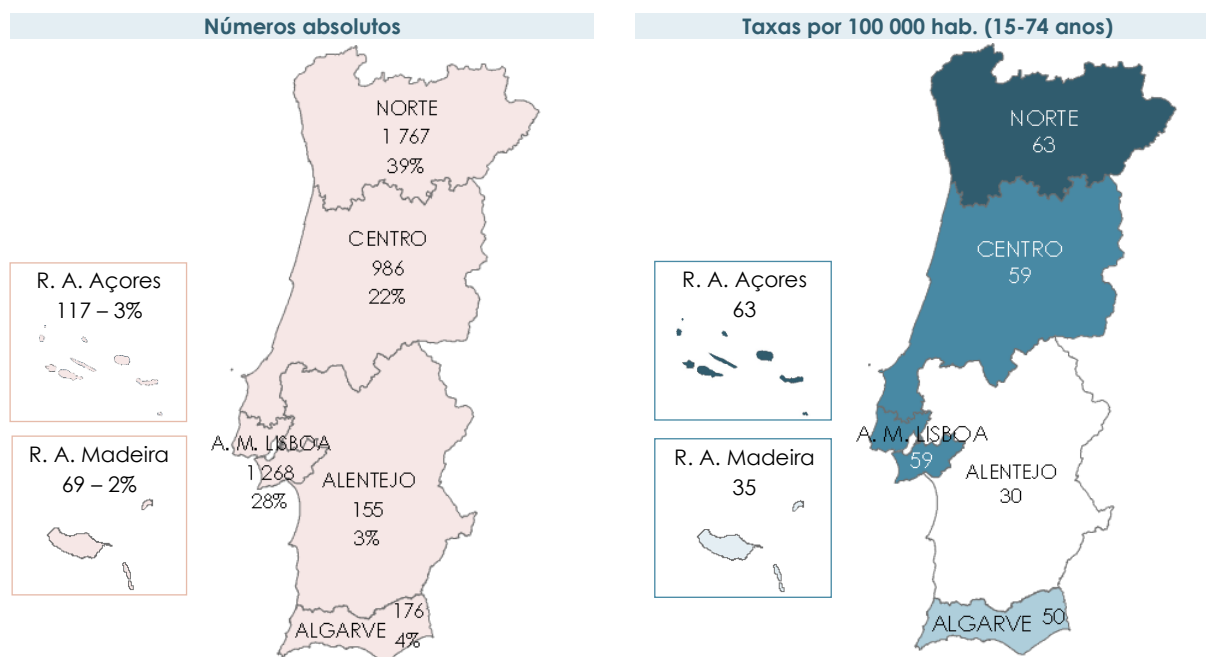 Números absolutos
NORTE
1 767
39%
CENTRO
986
22%
R. A. Açores
117 – 3%
A. M. LISBOA
1 268
28%
R. A. Madeira
69 – 2%
ALENTEJO
155
3%
176
ALGARVE
4%
Taxas por 100 000 hab. (15-74 anos)
NORTE
63
CENTRO
59
R. A. Açores
63
A. M. LISBOA
59
R. A. Madeira
35
ALENTEJO
30
ALGARVE 50